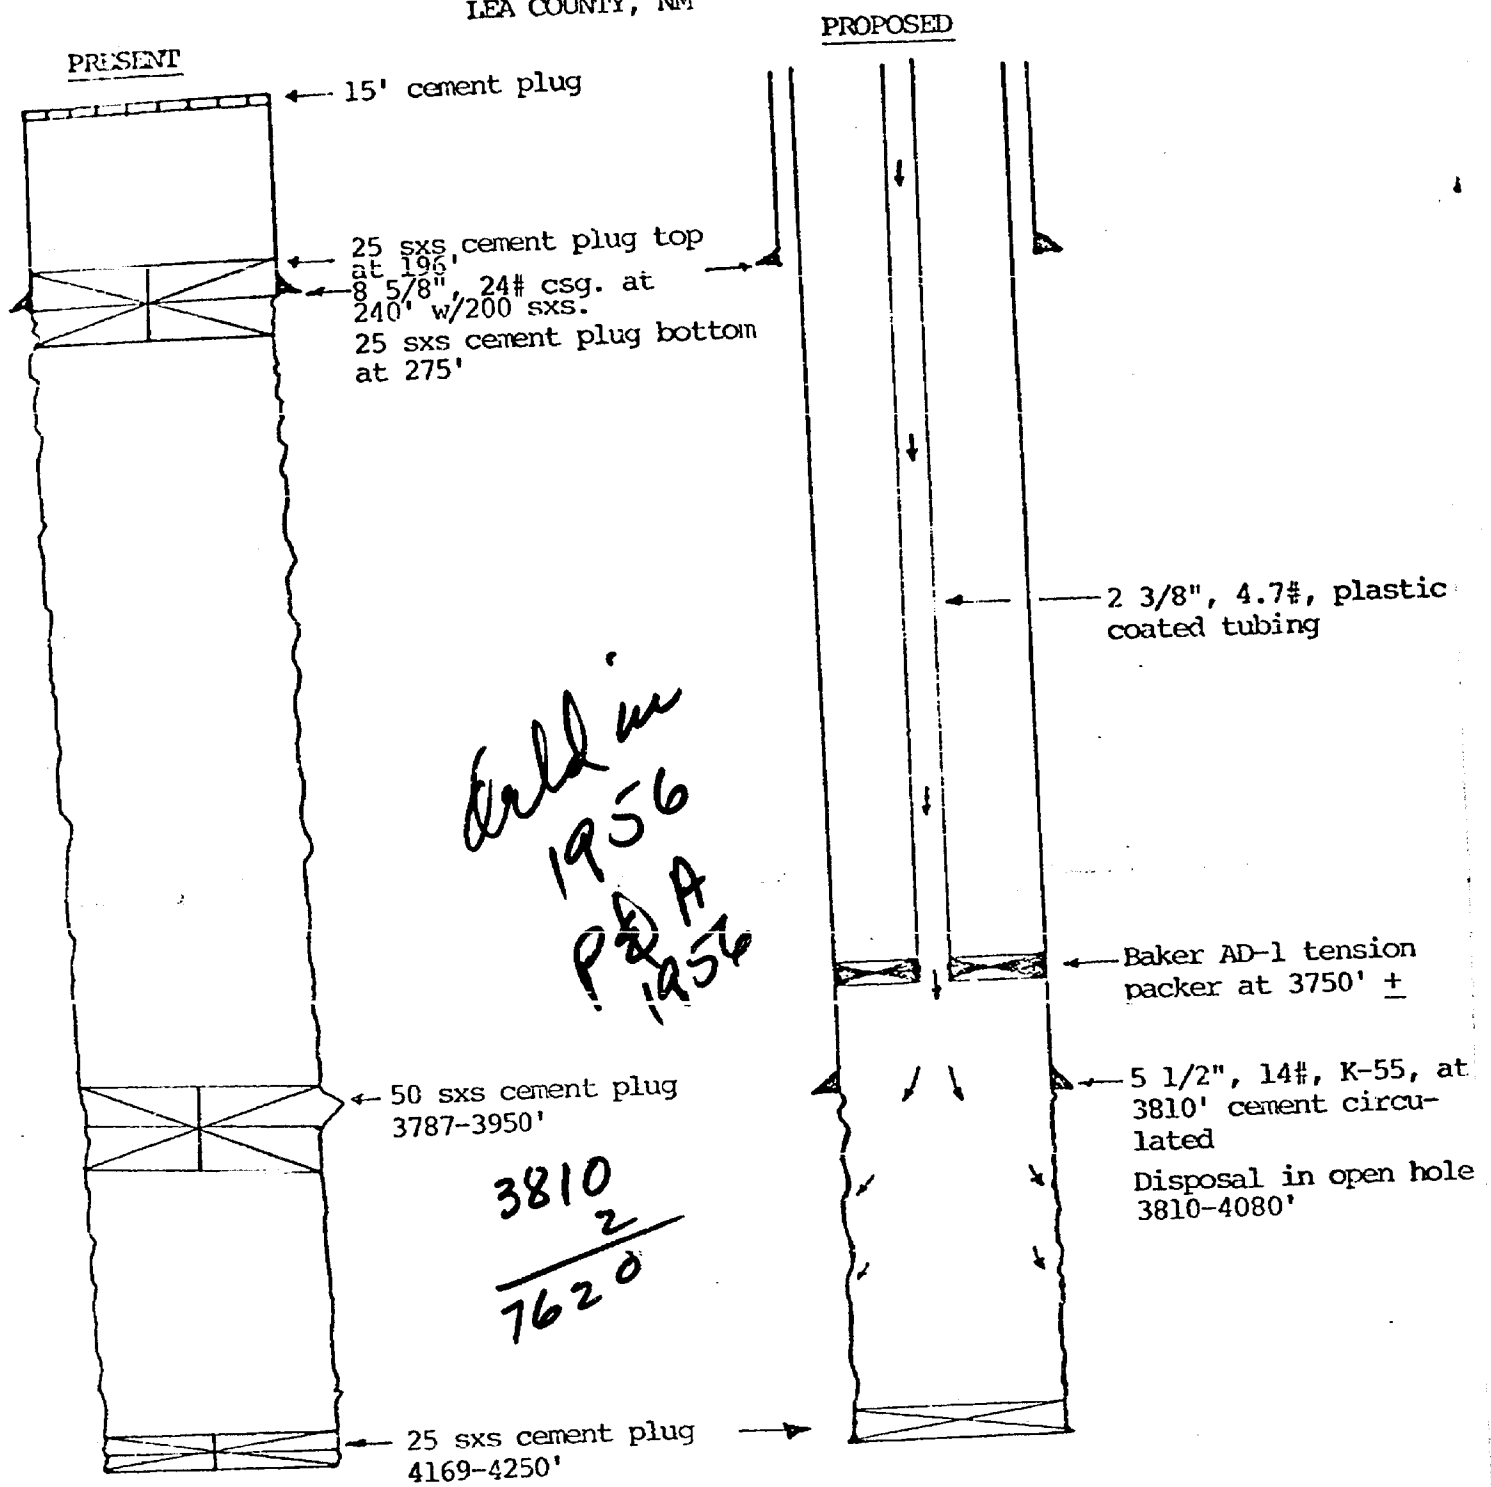 LEA COUNTY, NM
PRESENT
PROPOSED
15' cement plug
25 sxs cement plug top
at 196'
8 5/8", 24# csg. at
240' w/200 sxs.
25 sxs cement plug bottom
at 275'
2 3/8", 4.7#, plastic
coated tubing
Drld in
1956
P & A
1956
Baker AD-1 tension
packer at 3750' ±
50 sxs cement plug
3787-3950'
5 1/2", 14#, K-55, at
3810' cement circu-
lated
Disposal in open hole
3810-4080'
3810
2
7620
25 sxs cement plug
4169-4250'